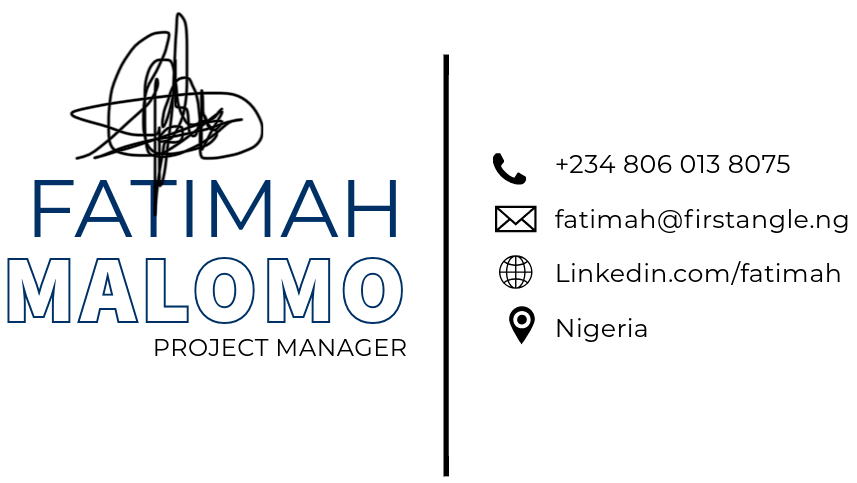 FATIMAH
MALOMO
PROJECT MANAGER
+234 806 013 8075
fatimah@firstangle.ng
Linkedin.com/fatimah
Nigeria